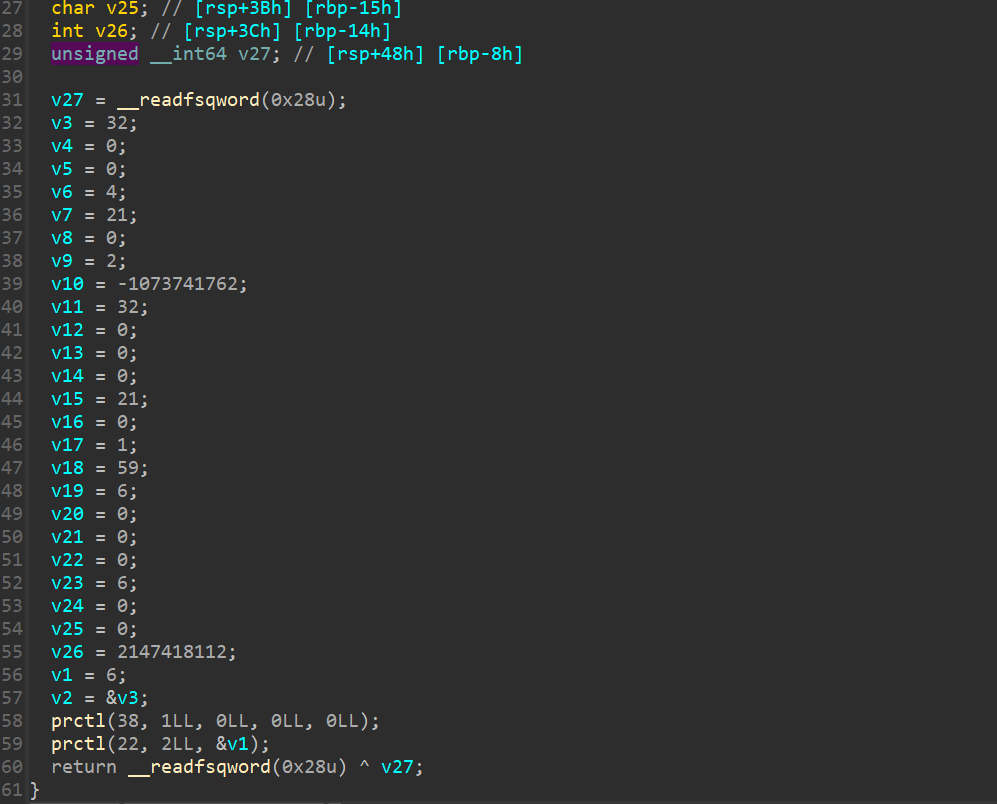 27 char v25; // [rsp+3Bh] [rbp-15h]
28 int v26; // [rsp+3Ch] [rbp-14h]
29 unsigned __int64 v27; // [rsp+48h] [rbp-8h]
30
31 v27 = __readfsqword(0x28u);
32 v3 = 32;
33 v4 = 0;
34 v5 = 0;
35 v6 = 4;
36 v7 = 21;
37 v8 = 0;
38 v9 = 2;
39 v10 = -1073741762;
40 v11 = 32;
41 v12 = 0;
42 v13 = 0;
43 v14 = 0;
44 v15 = 21;
45 v16 = 0;
46 v17 = 1;
47 v18 = 59;
48 v19 = 6;
49 v20 = 0;
50 v21 = 0;
51 v22 = 0;
52 v23 = 6;
53 v24 = 0;
54 v25 = 0;
55 v26 = 2147418112;
56 v1 = 6;
57 v2 = &v3;
58 prctl(38, 1LL, 0LL, 0LL, 0LL);
59 prctl(22, 2LL, &v1);
60 return __readfsqword(0x28u) ^ v27;
61 }